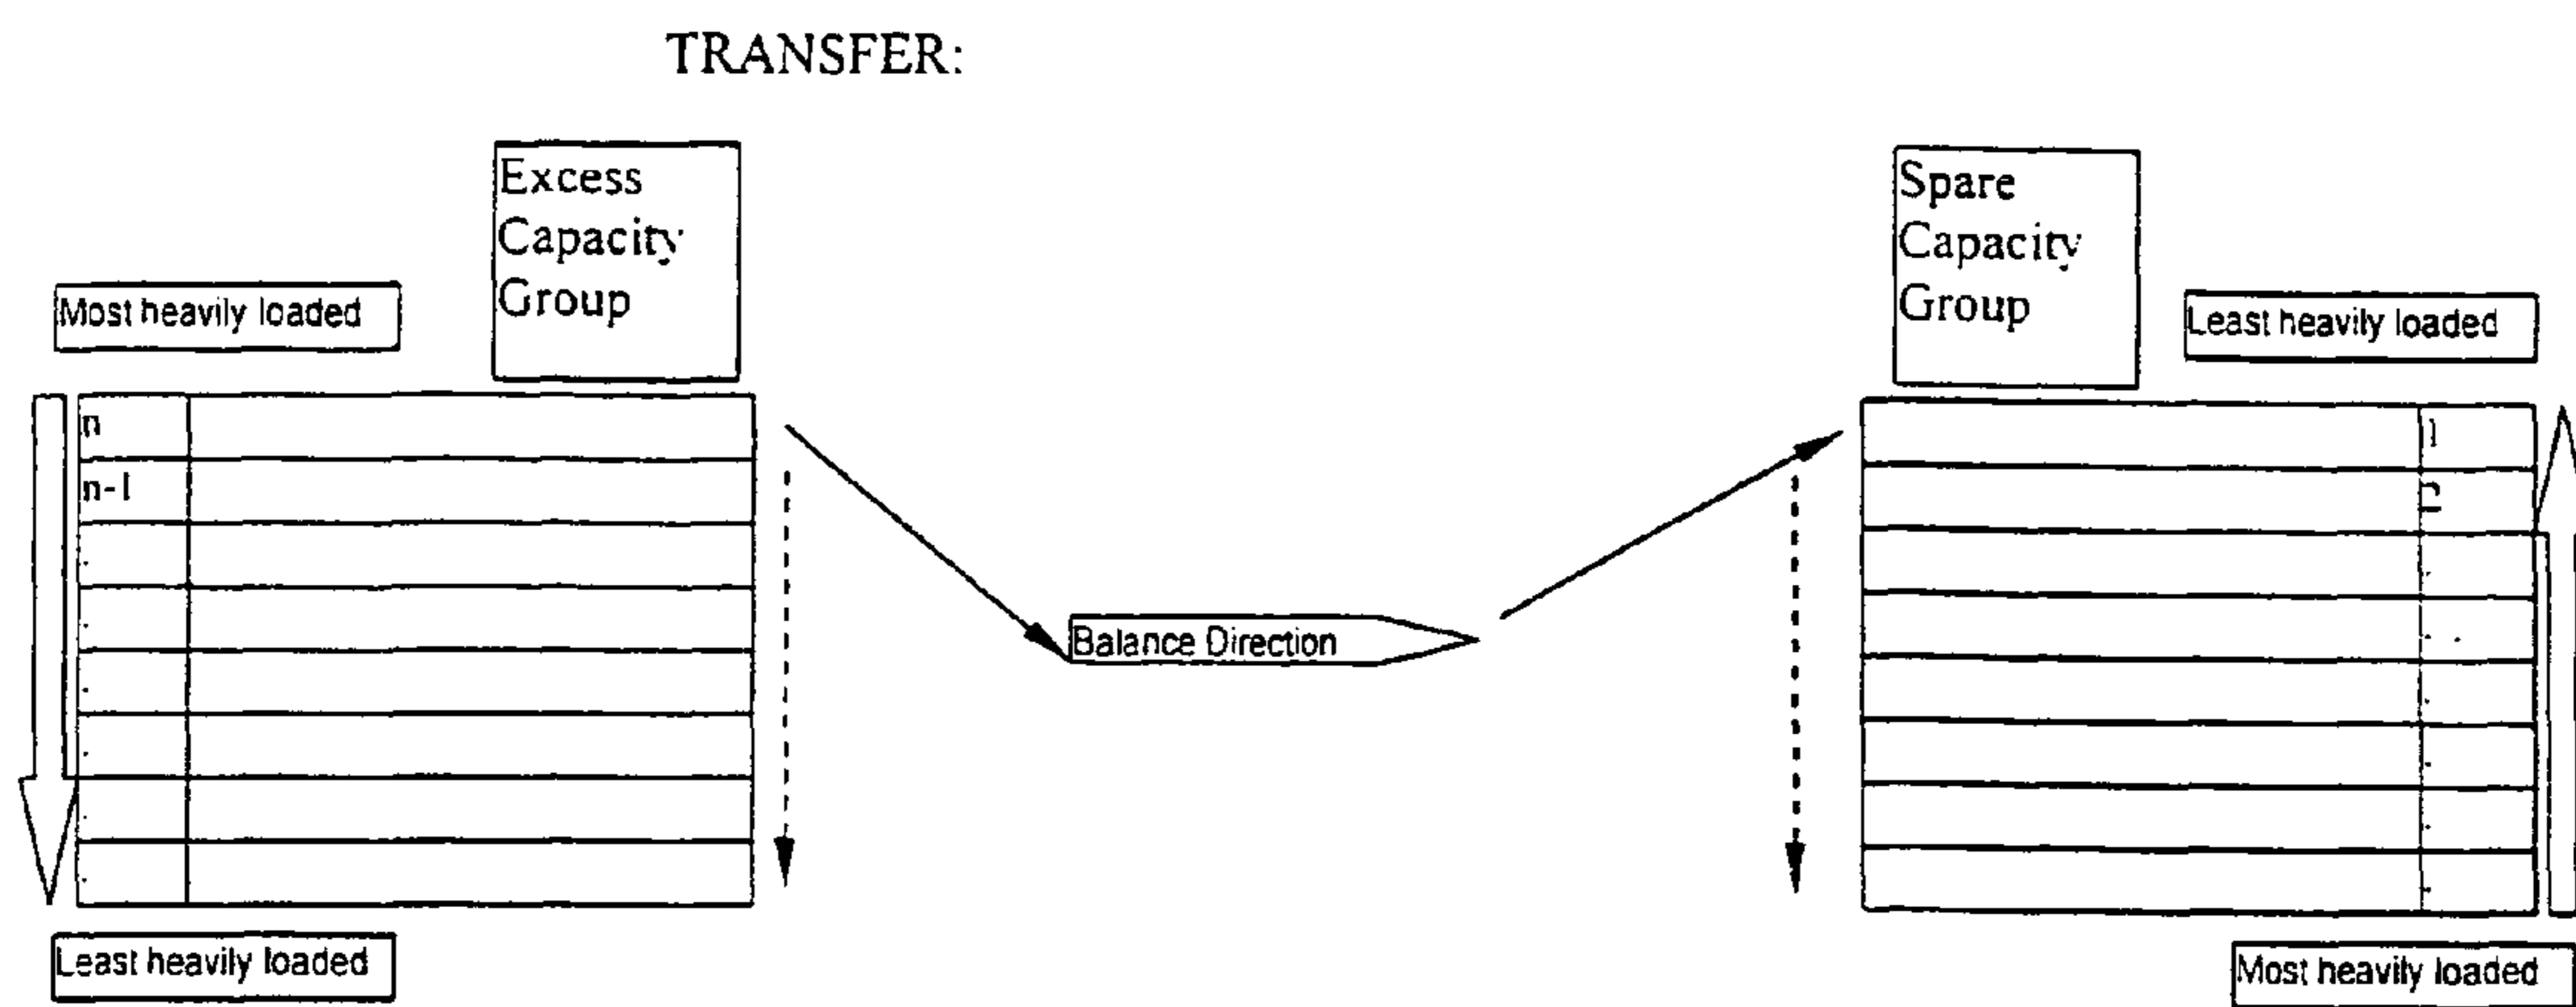 TRANSFER:
Excess
Capacity
Group
Spare
Capacity
Group
Most heavily loaded
Least heavily loaded
n
n-1
1
2
Balance Direction
Least heavily loaded
Most heavily loaded